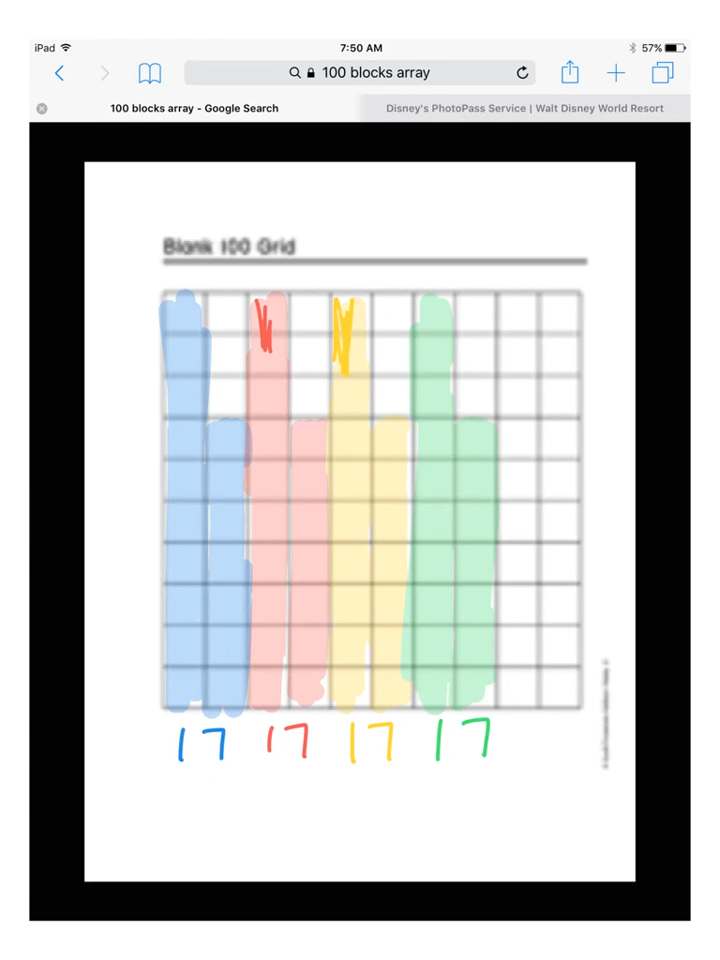 iPad 7:50 AM 57%
100 blocks array
100 blocks array - Google Search Disney's PhotoPass Service | Walt Disney World Resort
Blank 100 Grid
17 17 17 17